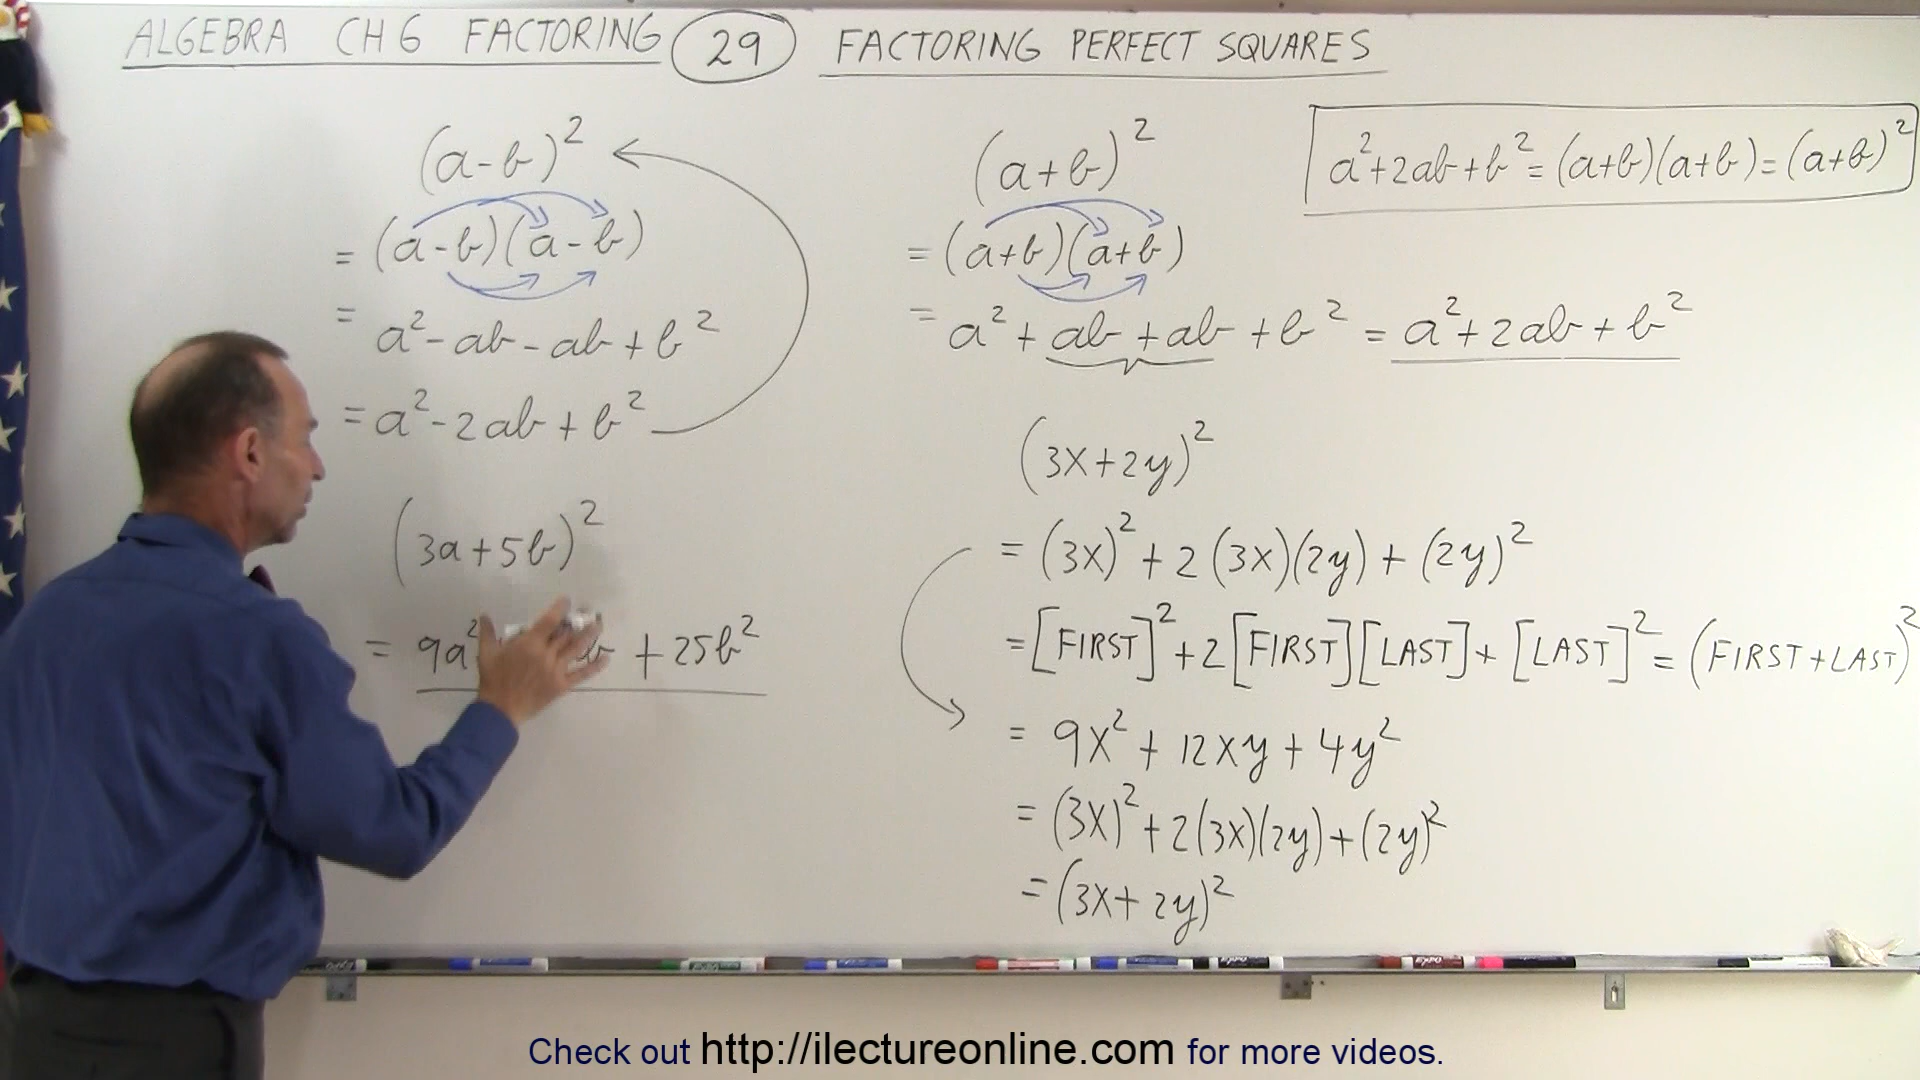 ALGEBRA CH 6 FACTORING 29 FACTORING PERFECT SQUARES
(a-b)²
= (a-b)(a-b)
= a²-ab-ab+b²
= a²-2ab+b²
(3a+5b)²
= 9a² b +25b²
(a+b)²
= (a+b)(a+b)
= a²+ab+ab+b² = a²+2ab+b²
a²+2ab+b² = (a+b)(a+b) = (a+b)²
(3x+2y)²
= (3x)²+2(3x)(2y)+(2y)²
= [FIRST]²+2[FIRST][LAST]+[LAST]² = (FIRST+LAST)²
= 9x²+12xy+4y²
= (3x)²+2(3x)(2y)+(2y)²
= (3x+2y)²
EXPO
Check out http://ilectureonline.com for more videos.